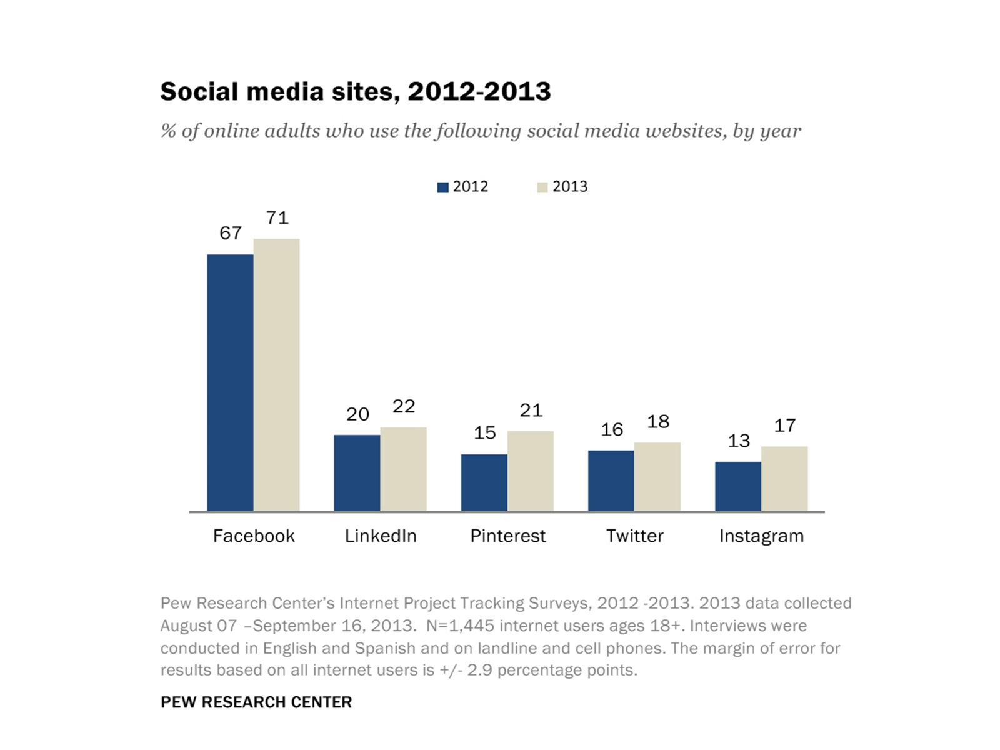 Social media sites, 2012-2013
% of online adults who use the following social media websites, by year
2012 2013
67 71
20 22
15 21
16 18
13 17
Facebook LinkedIn Pinterest Twitter Instagram
Pew Research Center’s Internet Project Tracking Surveys, 2012 -2013. 2013 data collected
August 07 –September 16, 2013.  N=1,445 internet users ages 18+. Interviews were
conducted in English and Spanish and on landline and cell phones. The margin of error for
results based on all internet users is +/- 2.9 percentage points.
PEW RESEARCH CENTER